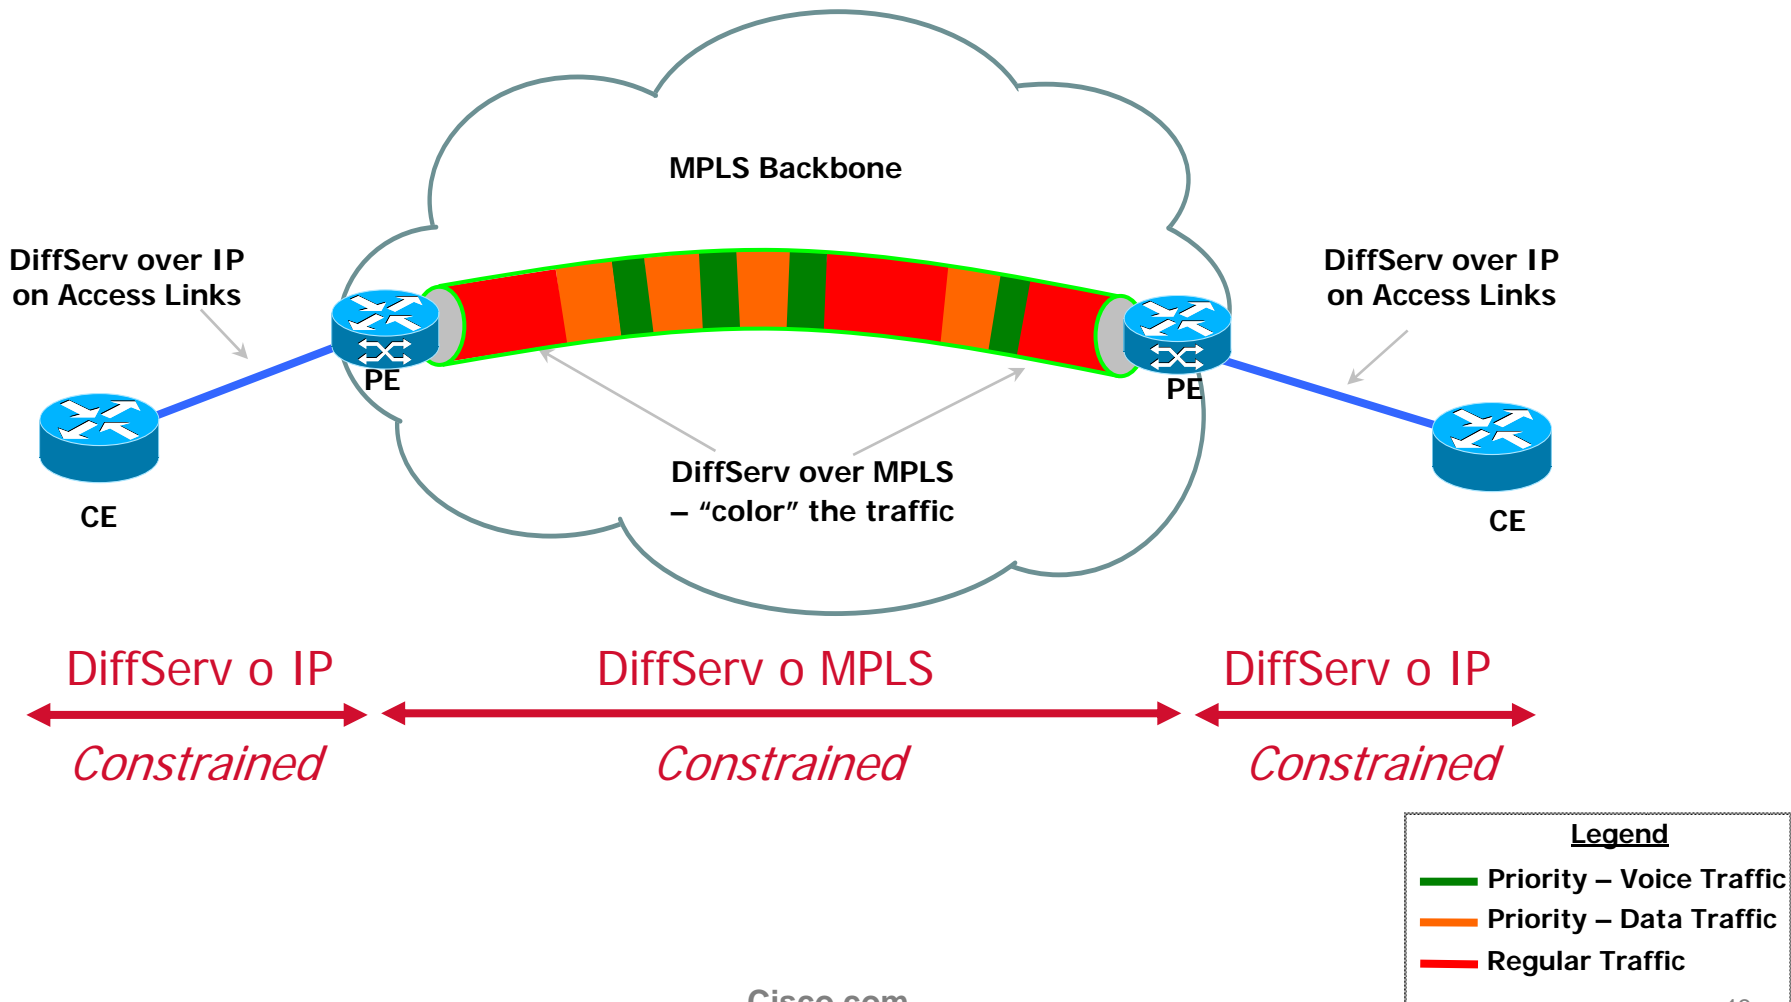 MPLS Backbone
DiffServ over IP
on Access Links
DiffServ over IP
on Access Links
PE
PE
DiffServ over MPLS
– “color” the traffic
CE
CE
DiffServ o IP
DiffServ o MPLS
DiffServ o IP
Constrained
Constrained
Constrained
Legend
Priority – Voice Traffic
Priority – Data Traffic
Regular Traffic
Cisco.com